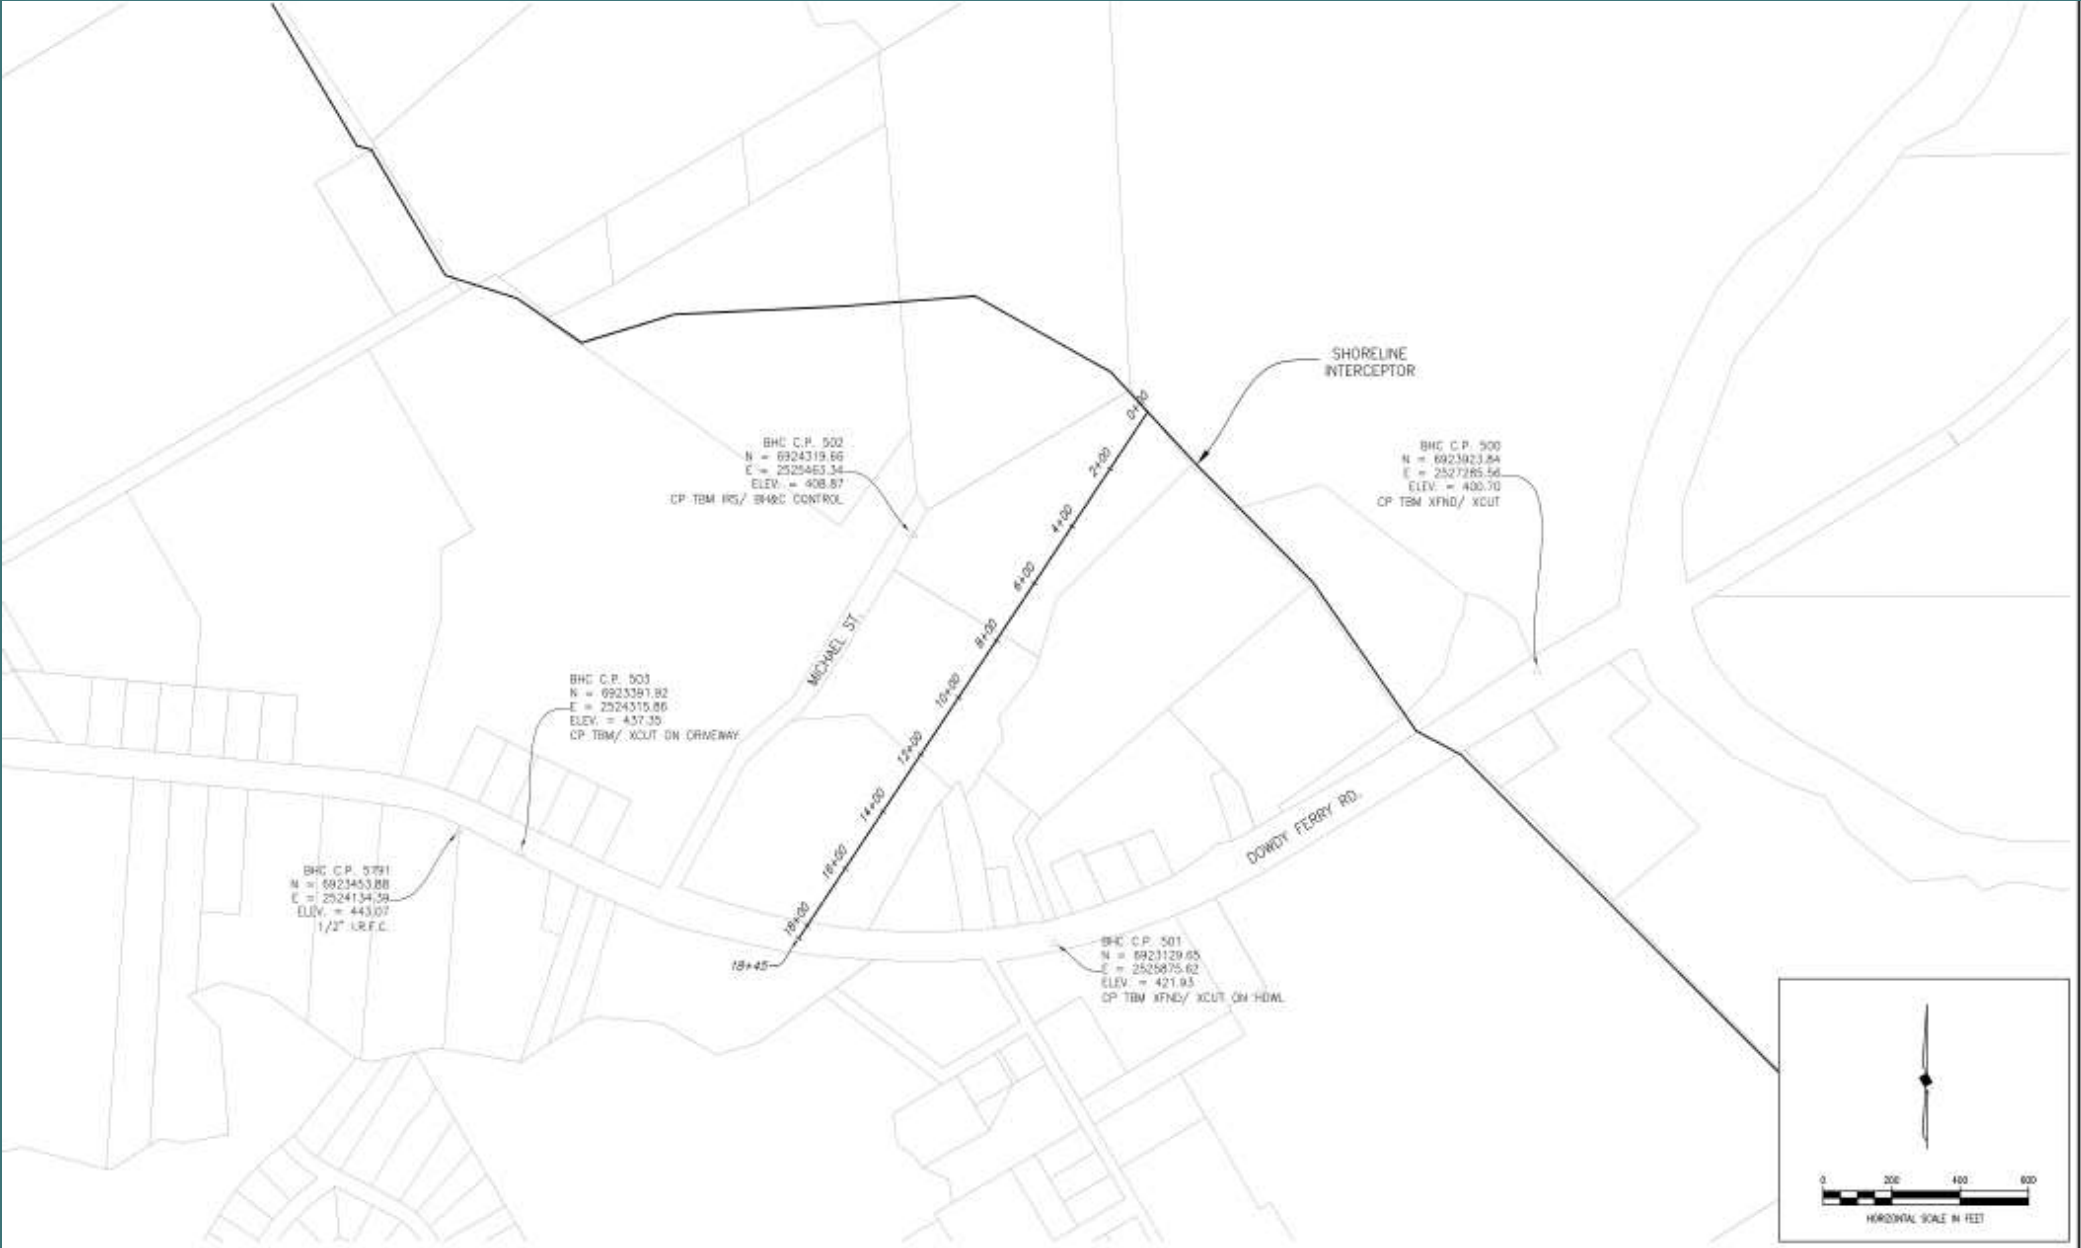 SHORELINE
INTERCEPTOR
0+00
2+00
4+00
6+00
8+00
10+00
12+00
14+00
16+00
18+00
18+45
BHC C.P. 502
N = 6924319.66
E = 2525463.34
ELEV. = 408.87
CP TBM IRS/ BH&C CONTROL
BHC C.P. 500
N = 6923923.84
E = 2527285.56
ELEV. = 400.70
CP TBM XFND/ XCUT
MICHAEL ST.
BHC C.P. 503
N = 6923391.92
E = 2524315.86
ELEV. = 437.35
CP TBM/ XCUT ON DRIVEWAY
DOWDY FERRY RD.
BHC C.P. 5791
N = 6923453.88
E = 2524134.39
ELEV. = 443.07
1/2" I.R.F.C.
BHC C.P. 501
N = 6923129.65
E = 2525875.62
ELEV. = 421.93
CP TBM XFND/ XCUT ON HDWL
0 200 400 600
HORIZONTAL SCALE IN FEET